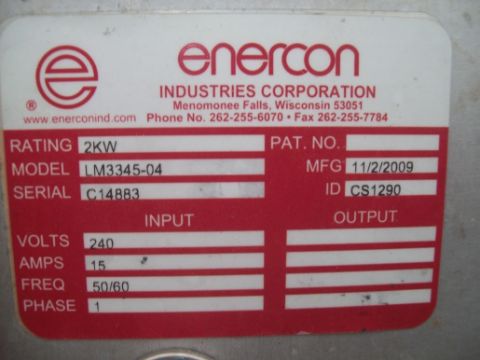 e enercon
INDUSTRIES CORPORATION
Menomonee Falls, Wisconsin 53051
® www.enerconind.com Phone No. 262-255-6070 • Fax 262-255-7784
RATING 2KW PAT. NO.
MODEL LM3345-04 MFG 11/2/2009
SERIAL C14883 ID CS1290
INPUT OUTPUT
VOLTS 240
AMPS 15
FREQ 50/60
PHASE 1